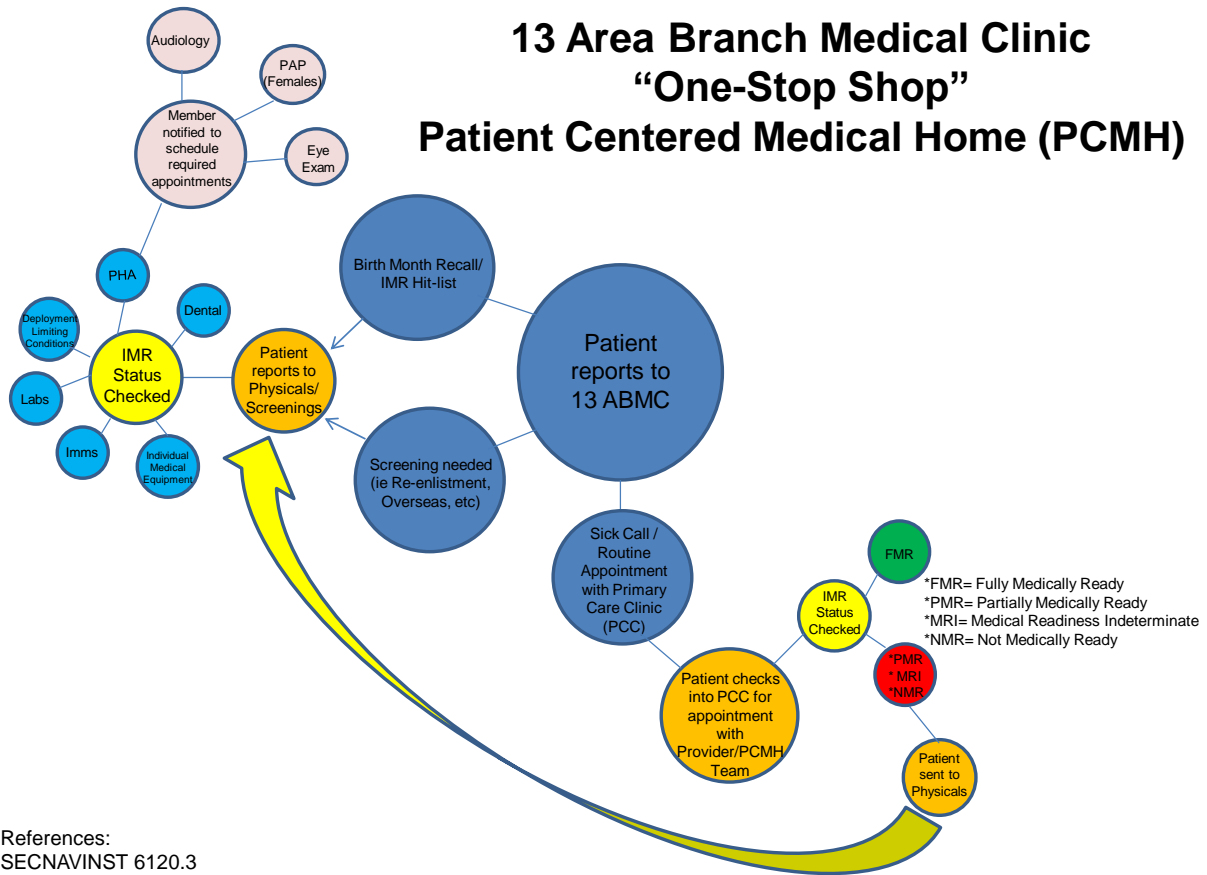 13 Area Branch Medical Clinic
“One-Stop Shop”
Patient Centered Medical Home (PCMH)
Audiology
PAP
(Females)
Member
notified to
schedule
required
appointments
Eye
Exam
PHA
Deployment
Limiting
Conditions
Dental
IMR
Status
Checked
Labs
Imms
Individual
Medical
Equipment
Patient
reports to
Physicals/
Screenings
Birth Month Recall/
IMR Hit-list
Patient
reports to
13 ABMC
Screening needed
(ie Re-enlistment,
Overseas, etc)
Sick Call /
Routine
Appointment
with Primary
Care Clinic
(PCC)
Patient checks
into PCC for
appointment
with
Provider/PCMH
Team
IMR
Status
Checked
FMR
*PMR
* MRI
*NMR
*FMR= Fully Medically Ready
*PMR= Partially Medically Ready
*MRI= Medical Readiness Indeterminate
*NMR= Not Medically Ready
Patient
sent to
Physicals
References:
SECNAVINST 6120.3